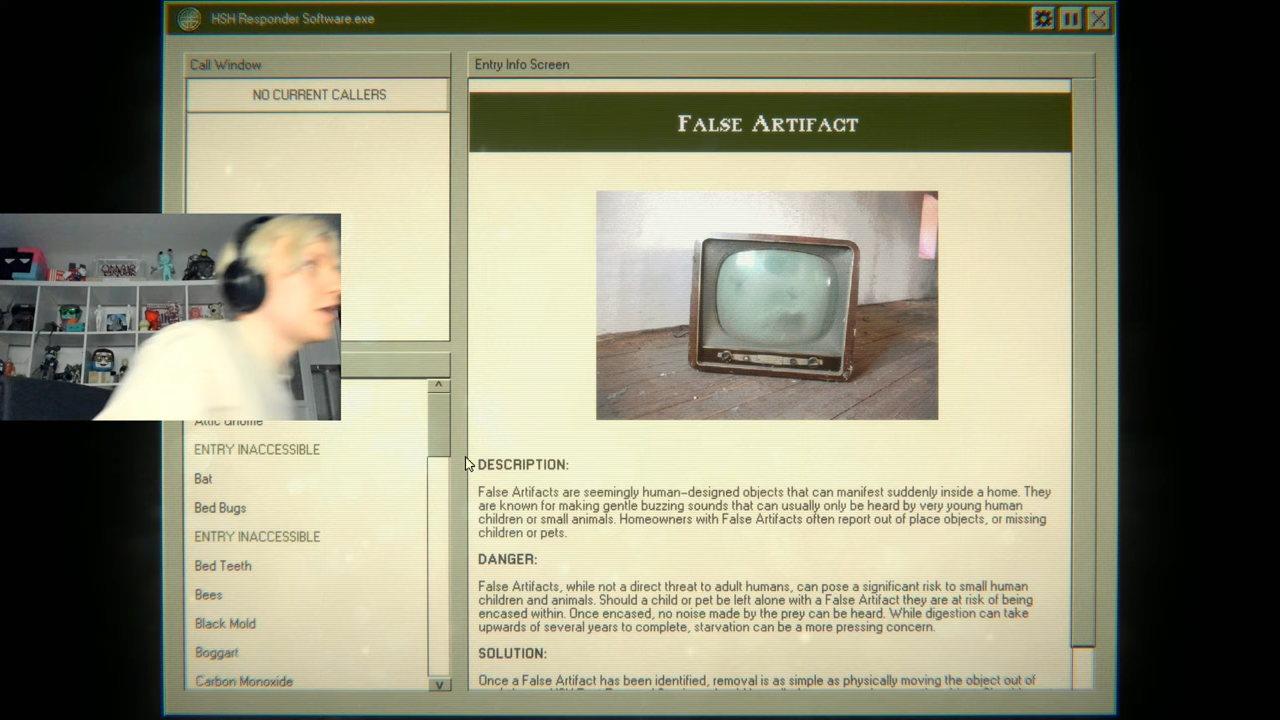 HSH Responder Software.exe
Call Window
Entry Info Screen
NO CURRENT CALLERS
False Artifact
Attic Gnome
ENTRY INACCESSIBLE
Bat
Bed Bugs
ENTRY INACCESSIBLE
Bed Teeth
Bees
Black Mold
Boggart
Carbon Monoxide
DESCRIPTION:
False Artifacts are seemingly human-designed objects that can manifest suddenly inside a home. They
are known for making gentle buzzing sounds that can usually only be heard by very young human
children or small animals. Homeowners with False Artifacts often report out of place objects, or missing
children or pets.
DANGER:
False Artifacts, while not a direct threat to adult humans, can pose a significant risk to small human
children and animals. Should a child or pet be left alone with a False Artifact they are at risk of being
encased within. Once encased, no noise made by the prey can be heard. While digestion can take
upwards of several years to complete, starvation can be a more pressing concern.
SOLUTION:
Once a False Artifact has been identified, removal is as simple as physically moving the object out of